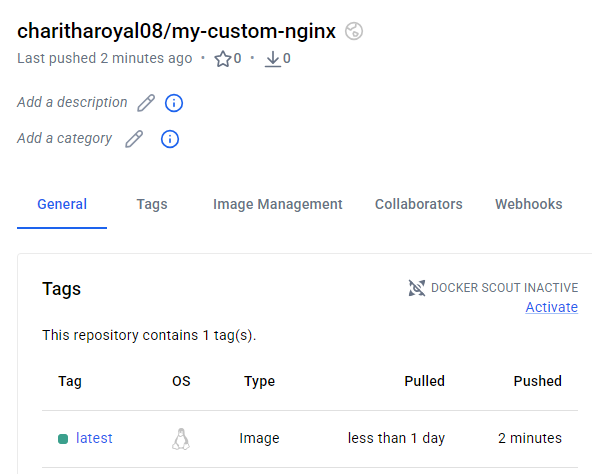 charitharoyal08/my-custom-nginx
Last pushed 2 minutes ago • 0 • 0
Add a description
Add a category
General Tags Image Management Collaborators Webhooks
Tags
DOCKER SCOUT INACTIVE
Activate
This repository contains 1 tag(s).
Tag OS Type Pulled Pushed
latest Image less than 1 day 2 minutes